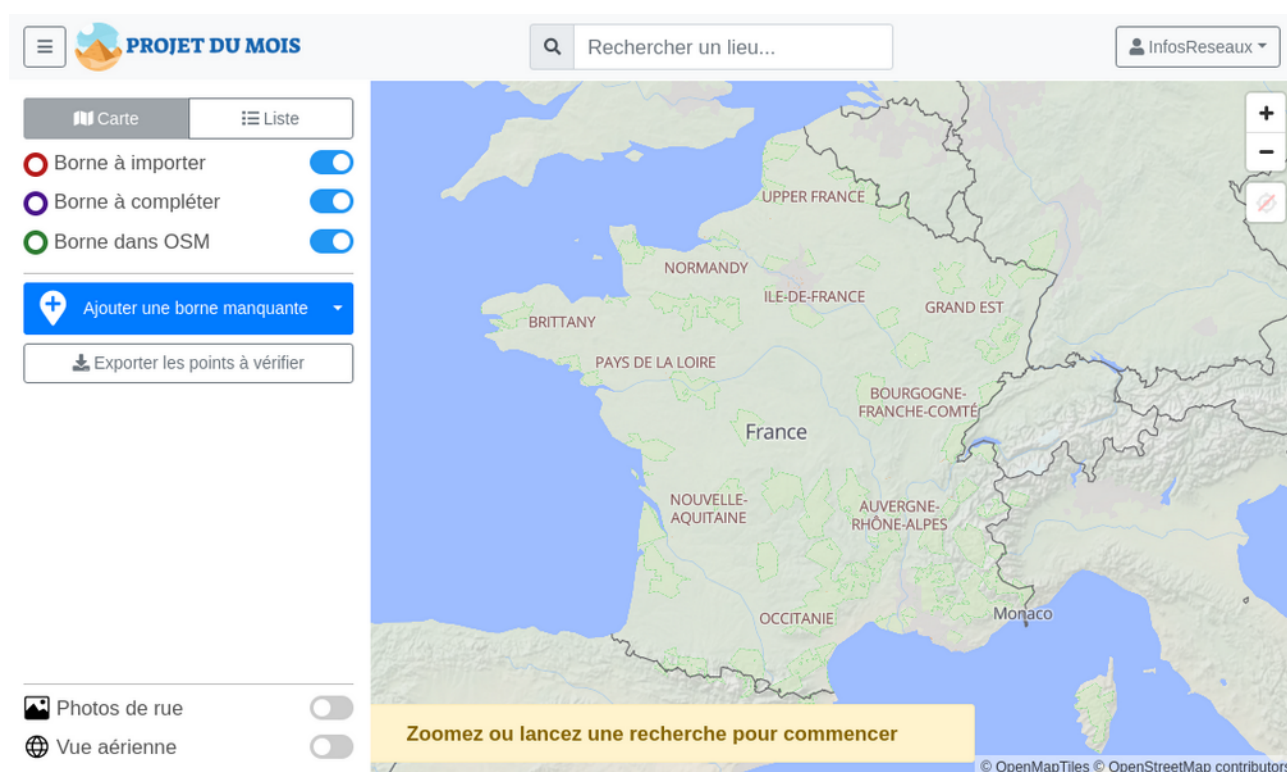 PROJET DU MOIS
Rechercher un lieu...
InfosReseaux
Carte
Liste
Borne à importer
Borne à compléter
Borne dans OSM
Ajouter une borne manquante
Exporter les points à vérifier
Photos de rue
Vue aérienne
UPPER FRANCE
NORMANDY
ILE-DE-FRANCE
GRAND EST
BRITTANY
PAYS DE LA LOIRE
BOURGOGNE-
FRANCHE-COMTÉ
France
NOUVELLE-
AQUITAINE
AUVERGNE-
RHÔNE-ALPES
OCCITANIE
Monaco
+
−
Zoomez ou lancez une recherche pour commencer
© OpenMapTiles © OpenStreetMap contributors